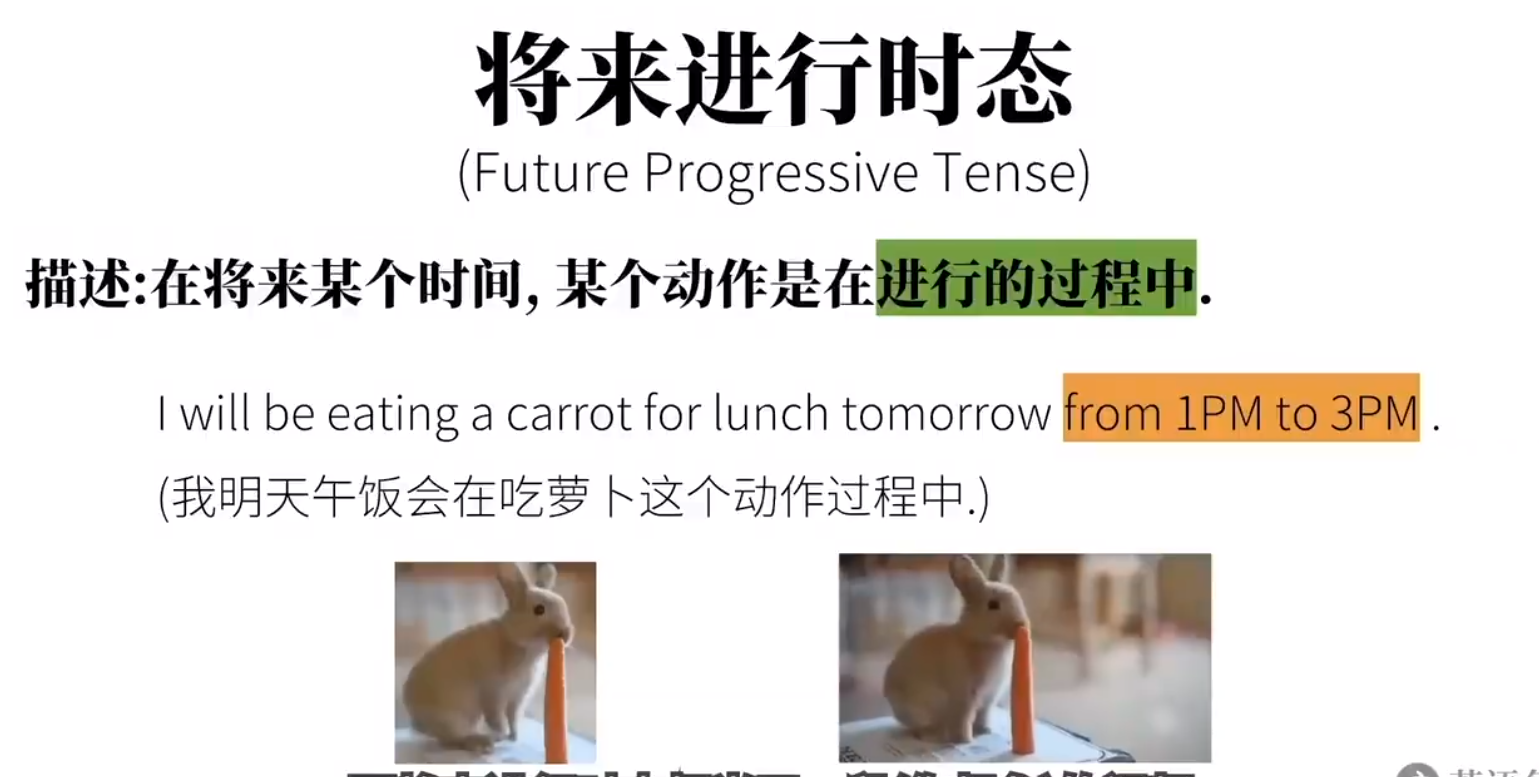 将来进行时态
(Future Progressive Tense)
描述:在将来某个时间, 某个动作是在进行的过程中.
I will be eating a carrot for lunch tomorrow from 1PM to 3PM .
(我明天午饭会在吃萝卜这个动作过程中.)